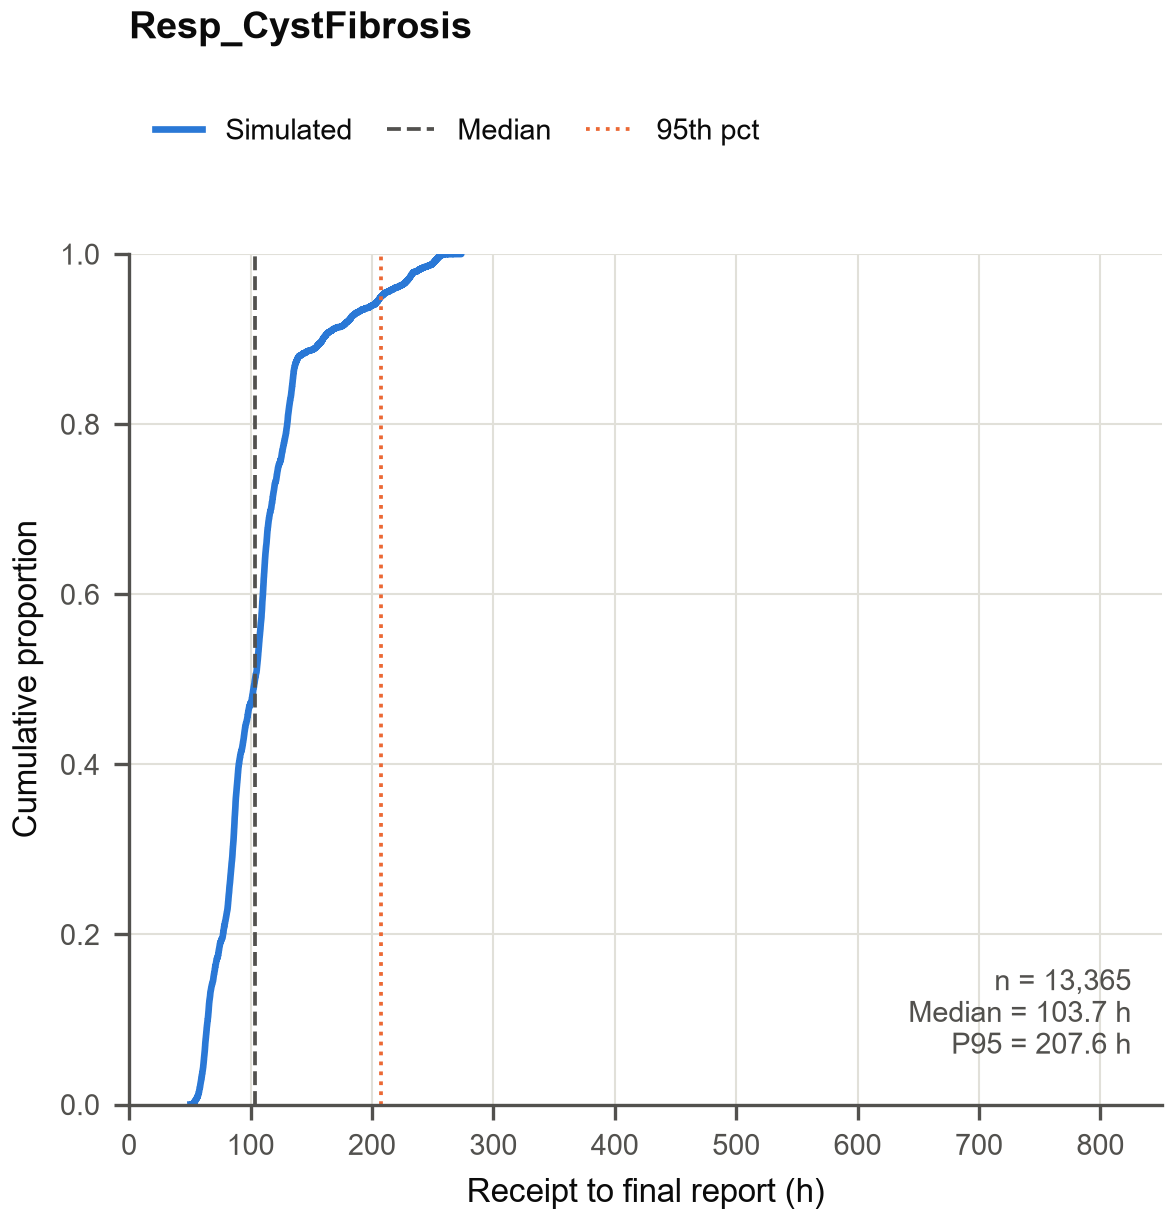 Resp_CystFibrosis
Simulated Median 95th pct
1.0
0.8
0.6
0.4
0.2
0.0
Cumulative proportion
n = 13,365
Median = 103.7 h
P95 = 207.6 h
0 100 200 300 400 500 600 700 800
Receipt to final report (h)